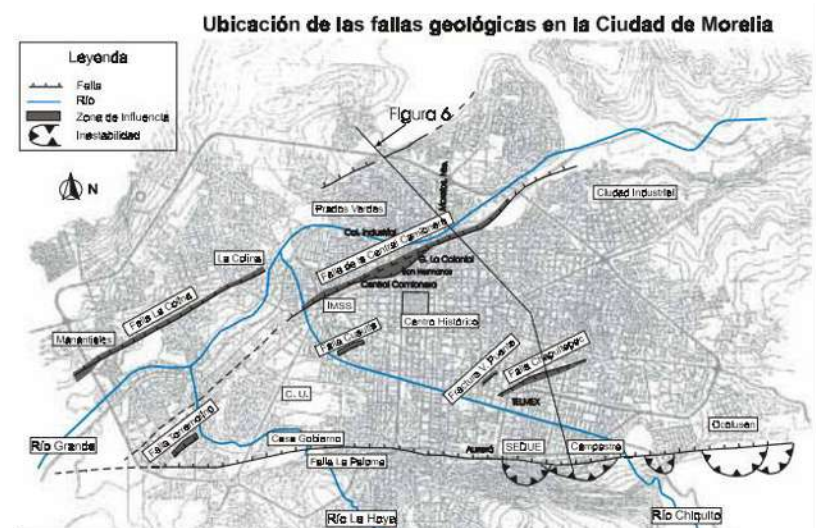 Ubicación de las fallas geológicas en la Ciudad de Morelia
Leyenda
Falla
Río
Zona de Influencia
Inestabilidad
N
Figura 6
Prados Verdes
Col. Industrial
Ciudad Industrial
Falla de la Central Camionera
La Colina
Falla La Colina
Manantiales
Central Camionera
IMSS
Centro Histórico
C. U.
Fractura V. Puente
Falla Chapultepec
TELMEX
Falla Torremolino
Río Grande
Casa Gobierno
Falla La Paloma
SEDUE
Campestre
Ocolusen
Río La Hoya
Río Chiquito